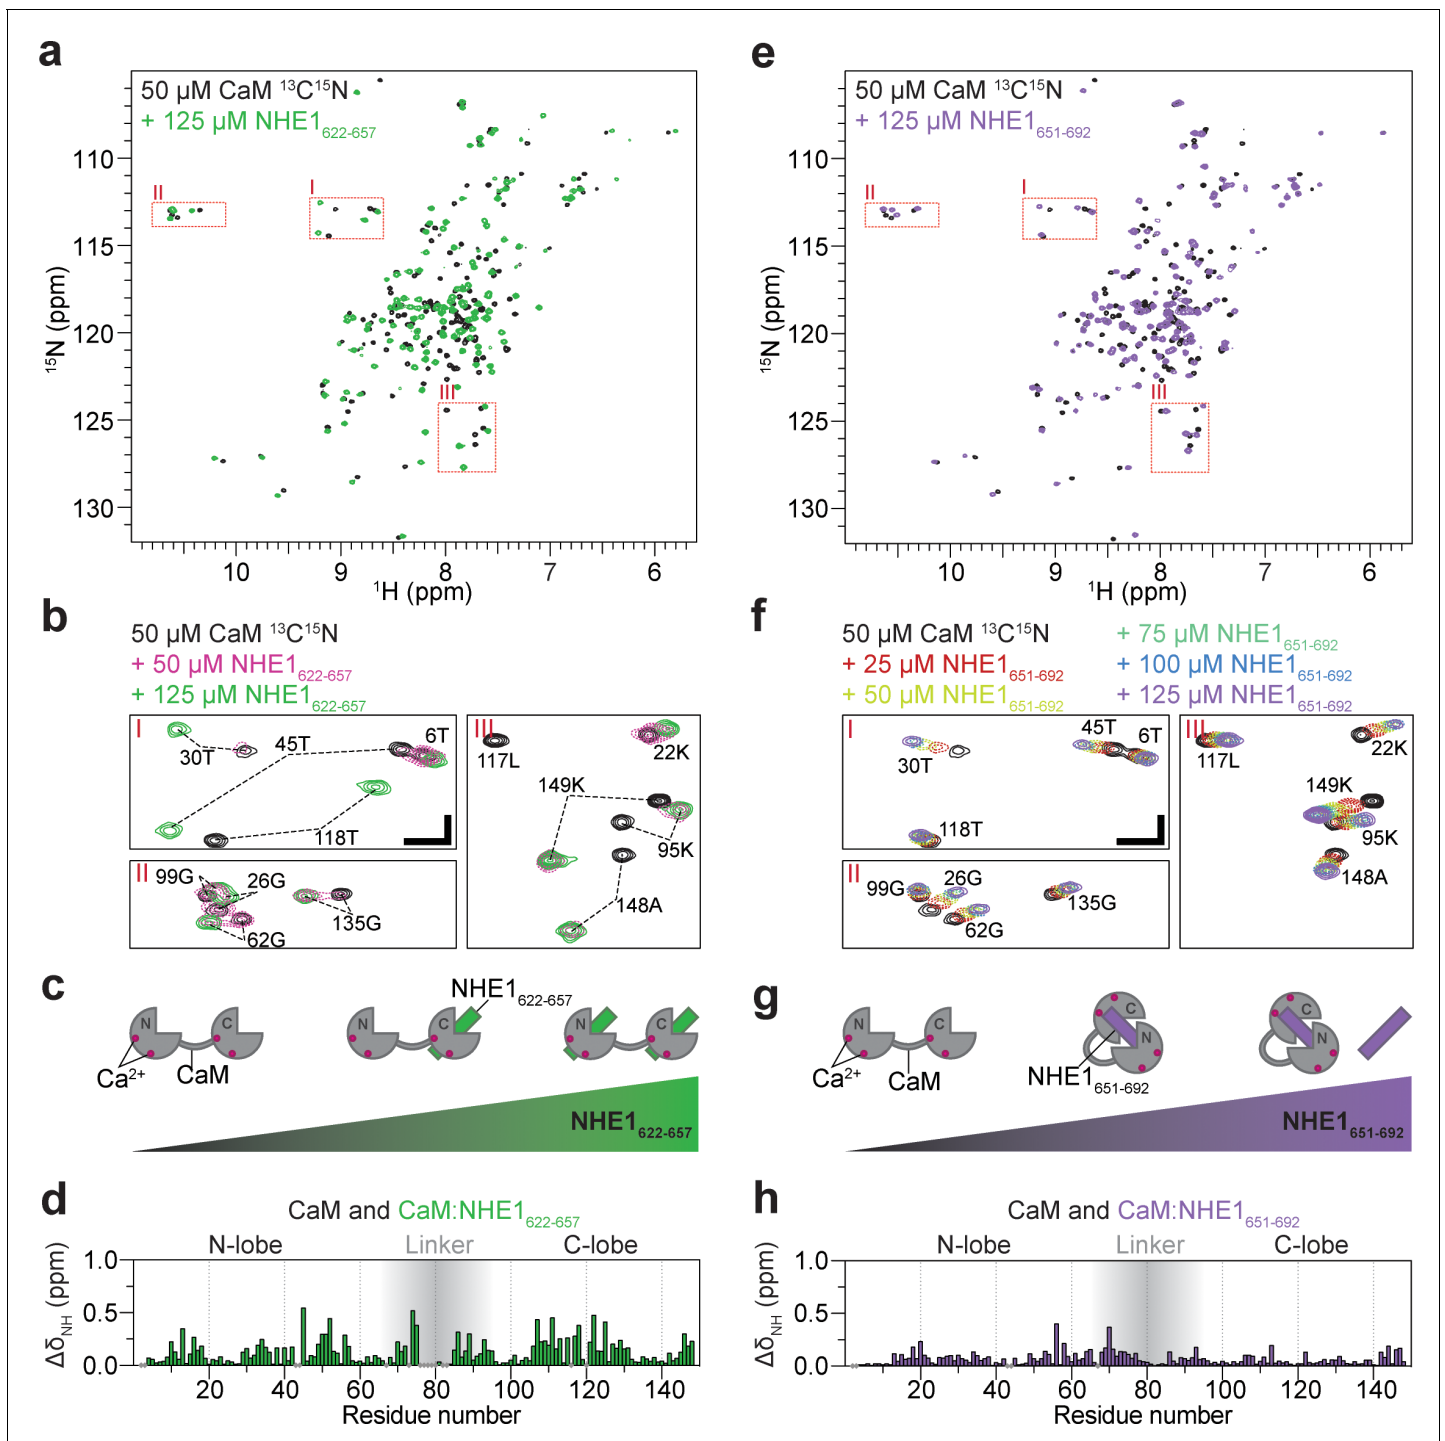 a
50 µM CaM ¹³C¹⁵N
+ 125 µM NHE1₆₂₂₋₆₅₇
II
I
III
110
115
120
125
130
¹⁵N (ppm)
10 9 8 7 6
¹H (ppm)
e
50 µM CaM ¹³C¹⁵N
+ 125 µM NHE1₆₅₁₋₆₉₂
II
I
III
110
115
120
125
130
¹⁵N (ppm)
10 9 8 7 6
¹H (ppm)
b
50 µM CaM ¹³C¹⁵N
+ 50 µM NHE1₆₂₂₋₆₅₇
+ 125 µM NHE1₆₂₂₋₆₅₇
I
30T
45T
6T
118T
II
99G
26G
62G
135G
III
117L
22K
149K
95K
148A
f
50 µM CaM ¹³C¹⁵N
+ 25 µM NHE1₆₅₁₋₆₉₂
+ 50 µM NHE1₆₅₁₋₆₉₂
+ 75 µM NHE1₆₅₁₋₆₉₂
+ 100 µM NHE1₆₅₁₋₆₉₂
+ 125 µM NHE1₆₅₁₋₆₉₂
I
30T
45T
6T
118T
II
99G
26G
62G
135G
III
117L
22K
149K
95K
148A
c
N
C
Ca²⁺
CaM
N
C
NHE1₆₂₂₋₆₅₇
N
C
NHE1₆₂₂₋₆₅₇
g
N
C
Ca²⁺
CaM
C
N
NHE1₆₅₁₋₆₉₂
C
N
NHE1₆₅₁₋₆₉₂
d
CaM and CaM:NHE1₆₂₂₋₆₅₇
N-lobe Linker C-lobe
1.0
0.5
0.0
Δδ_NH (ppm)
20 40 60 80 100 120 140
Residue number
h
CaM and CaM:NHE1₆₅₁₋₆₉₂
N-lobe Linker C-lobe
1.0
0.5
0.0
Δδ_NH (ppm)
20 40 60 80 100 120 140
Residue number